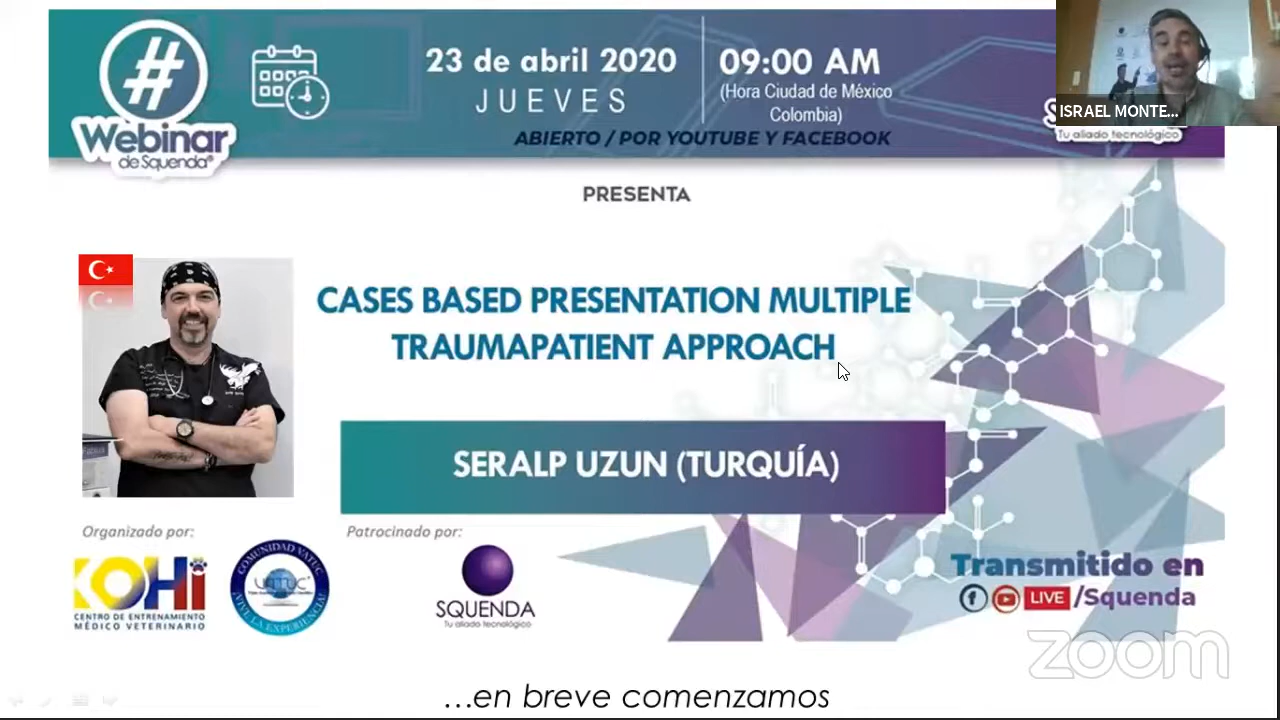 #
Webinar
de Squenda®
23 de abril 2020
JUEVES
09:00 AM
(Hora Ciudad de México
Colombia)
ABIERTO / POR YOUTUBE Y FACEBOOK
ISRAEL MONTE...
Tu aliado tecnológico
PRESENTA
CASES BASED PRESENTATION MULTIPLE
TRAUMAPATIENT APPROACH
SERALP UZUN (TURQUÍA)
Organizado por:
Patrocinado por:
KOHI
CENTRO DE ENTRENAMIENTO
MÉDICO VETERINARIO
COMUNIDAD VATUC
¡VIVE LA EXPERIENCIA!
SQUENDA
Tu aliado tecnológico
Transmitido en
LIVE /Squenda
zoom
...en breve comenzamos